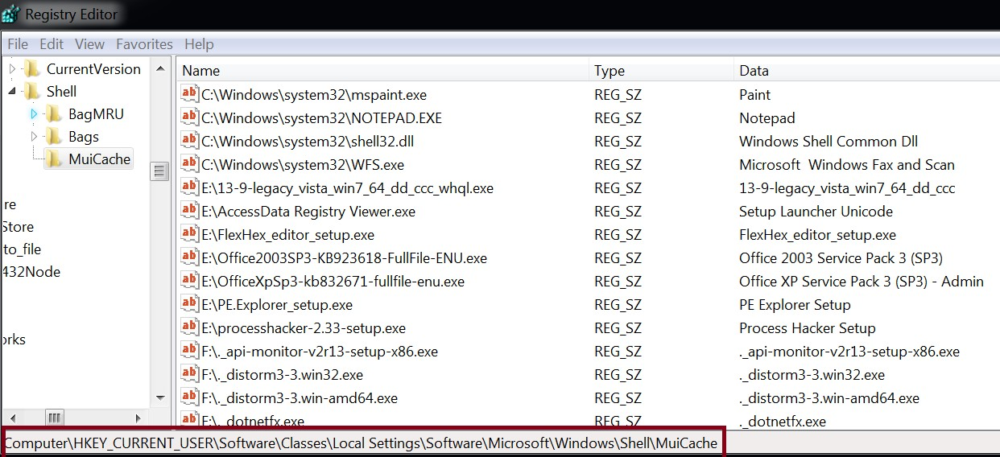 Registry Editor
File Edit View Favorites Help
CurrentVersion
Shell
BagMRU
Bags
MuiCache
re
Store
to_file
432Node
orks
Name Type Data
C:\Windows\system32\mspaint.exe REG_SZ Paint
C:\Windows\system32\NOTEPAD.EXE REG_SZ Notepad
C:\Windows\system32\shell32.dll REG_SZ Windows Shell Common Dll
C:\Windows\system32\WFS.exe REG_SZ Microsoft  Windows Fax and Scan
E:\13-9-legacy_vista_win7_64_dd_ccc_whql.exe REG_SZ 13-9-legacy_vista_win7_64_dd_ccc
E:\AccessData Registry Viewer.exe REG_SZ Setup Launcher Unicode
E:\FlexHex_editor_setup.exe REG_SZ FlexHex_editor_setup.exe
E:\Office2003SP3-KB923618-FullFile-ENU.exe REG_SZ Office 2003 Service Pack 3 (SP3)
E:\OfficeXpSp3-kb832671-fullfile-enu.exe REG_SZ Office XP Service Pack 3 (SP3) - Admin
E:\PE.Explorer_setup.exe REG_SZ PE Explorer Setup
E:\processhacker-2.33-setup.exe REG_SZ Process Hacker Setup
F:\._api-monitor-v2r13-setup-x86.exe REG_SZ ._api-monitor-v2r13-setup-x86.exe
F:\._distorm3-3.win32.exe REG_SZ ._distorm3-3.win32.exe
F:\._distorm3-3.win-amd64.exe REG_SZ ._distorm3-3.win-amd64.exe
F:\._dotnetfx.exe REG_SZ ._dotnetfx.exe
Computer\HKEY_CURRENT_USER\Software\Classes\Local Settings\Software\Microsoft\Windows\Shell\MuiCache